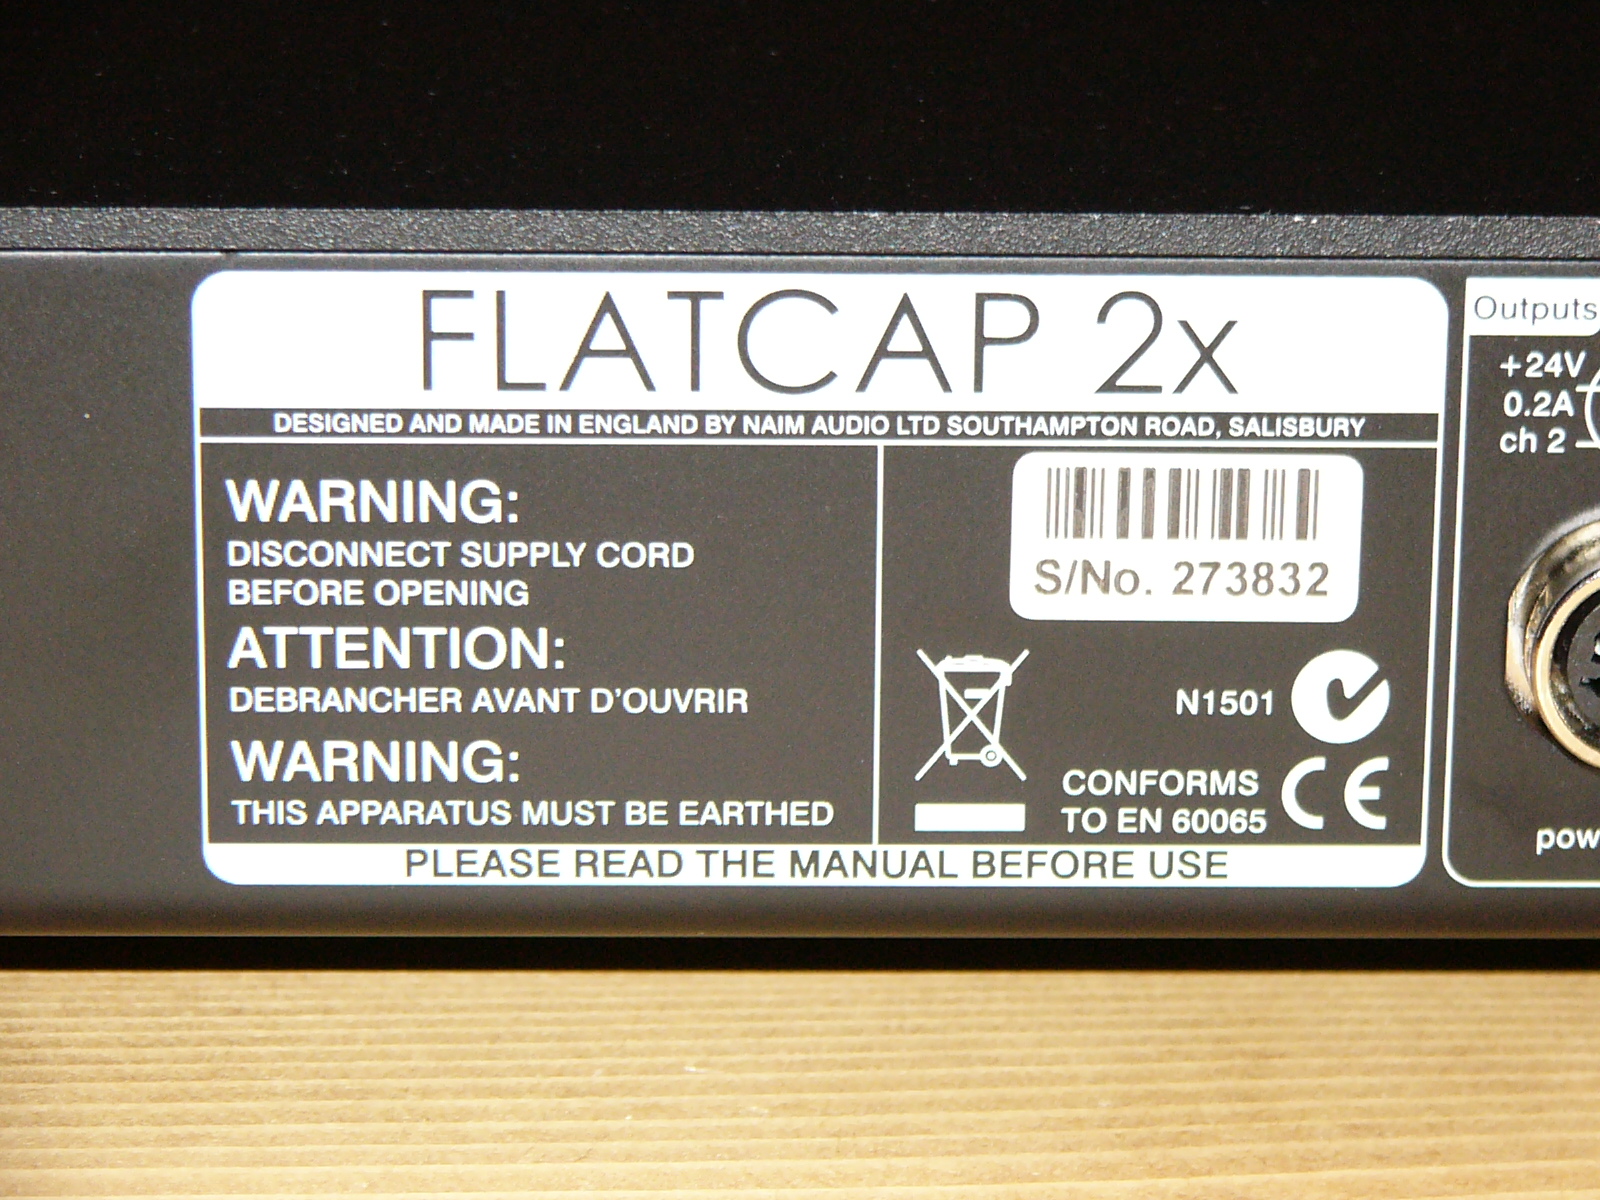 FLATCAP 2x
DESIGNED AND MADE IN ENGLAND BY NAIM AUDIO LTD SOUTHAMPTON ROAD, SALISBURY
WARNING:
DISCONNECT SUPPLY CORD
BEFORE OPENING
ATTENTION:
DEBRANCHER AVANT D'OUVRIR
WARNING:
THIS APPARATUS MUST BE EARTHED
S/No. 273832
N1501
CONFORMS
TO EN 60065
CE
PLEASE READ THE MANUAL BEFORE USE
Outputs
+24V
0.2A
ch 2